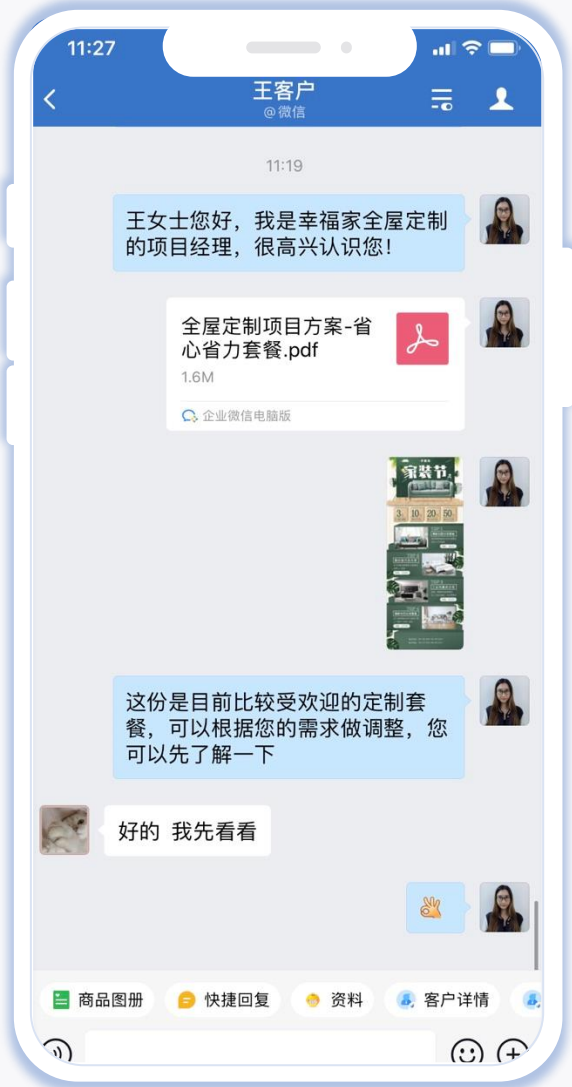 11:27
王客户
@微信
11:19
王女士您好，我是幸福家全屋定制
的项目经理，很高兴认识您！
全屋定制项目方案-省
心省力套餐.pdf
1.6M
企业微信电脑版
家装节
3 10 20 50
这份是目前比较受欢迎的定制套
餐，可以根据您的需求做调整，您
可以先了解一下
好的 我先看看
商品图册
快捷回复
资料
客户详情